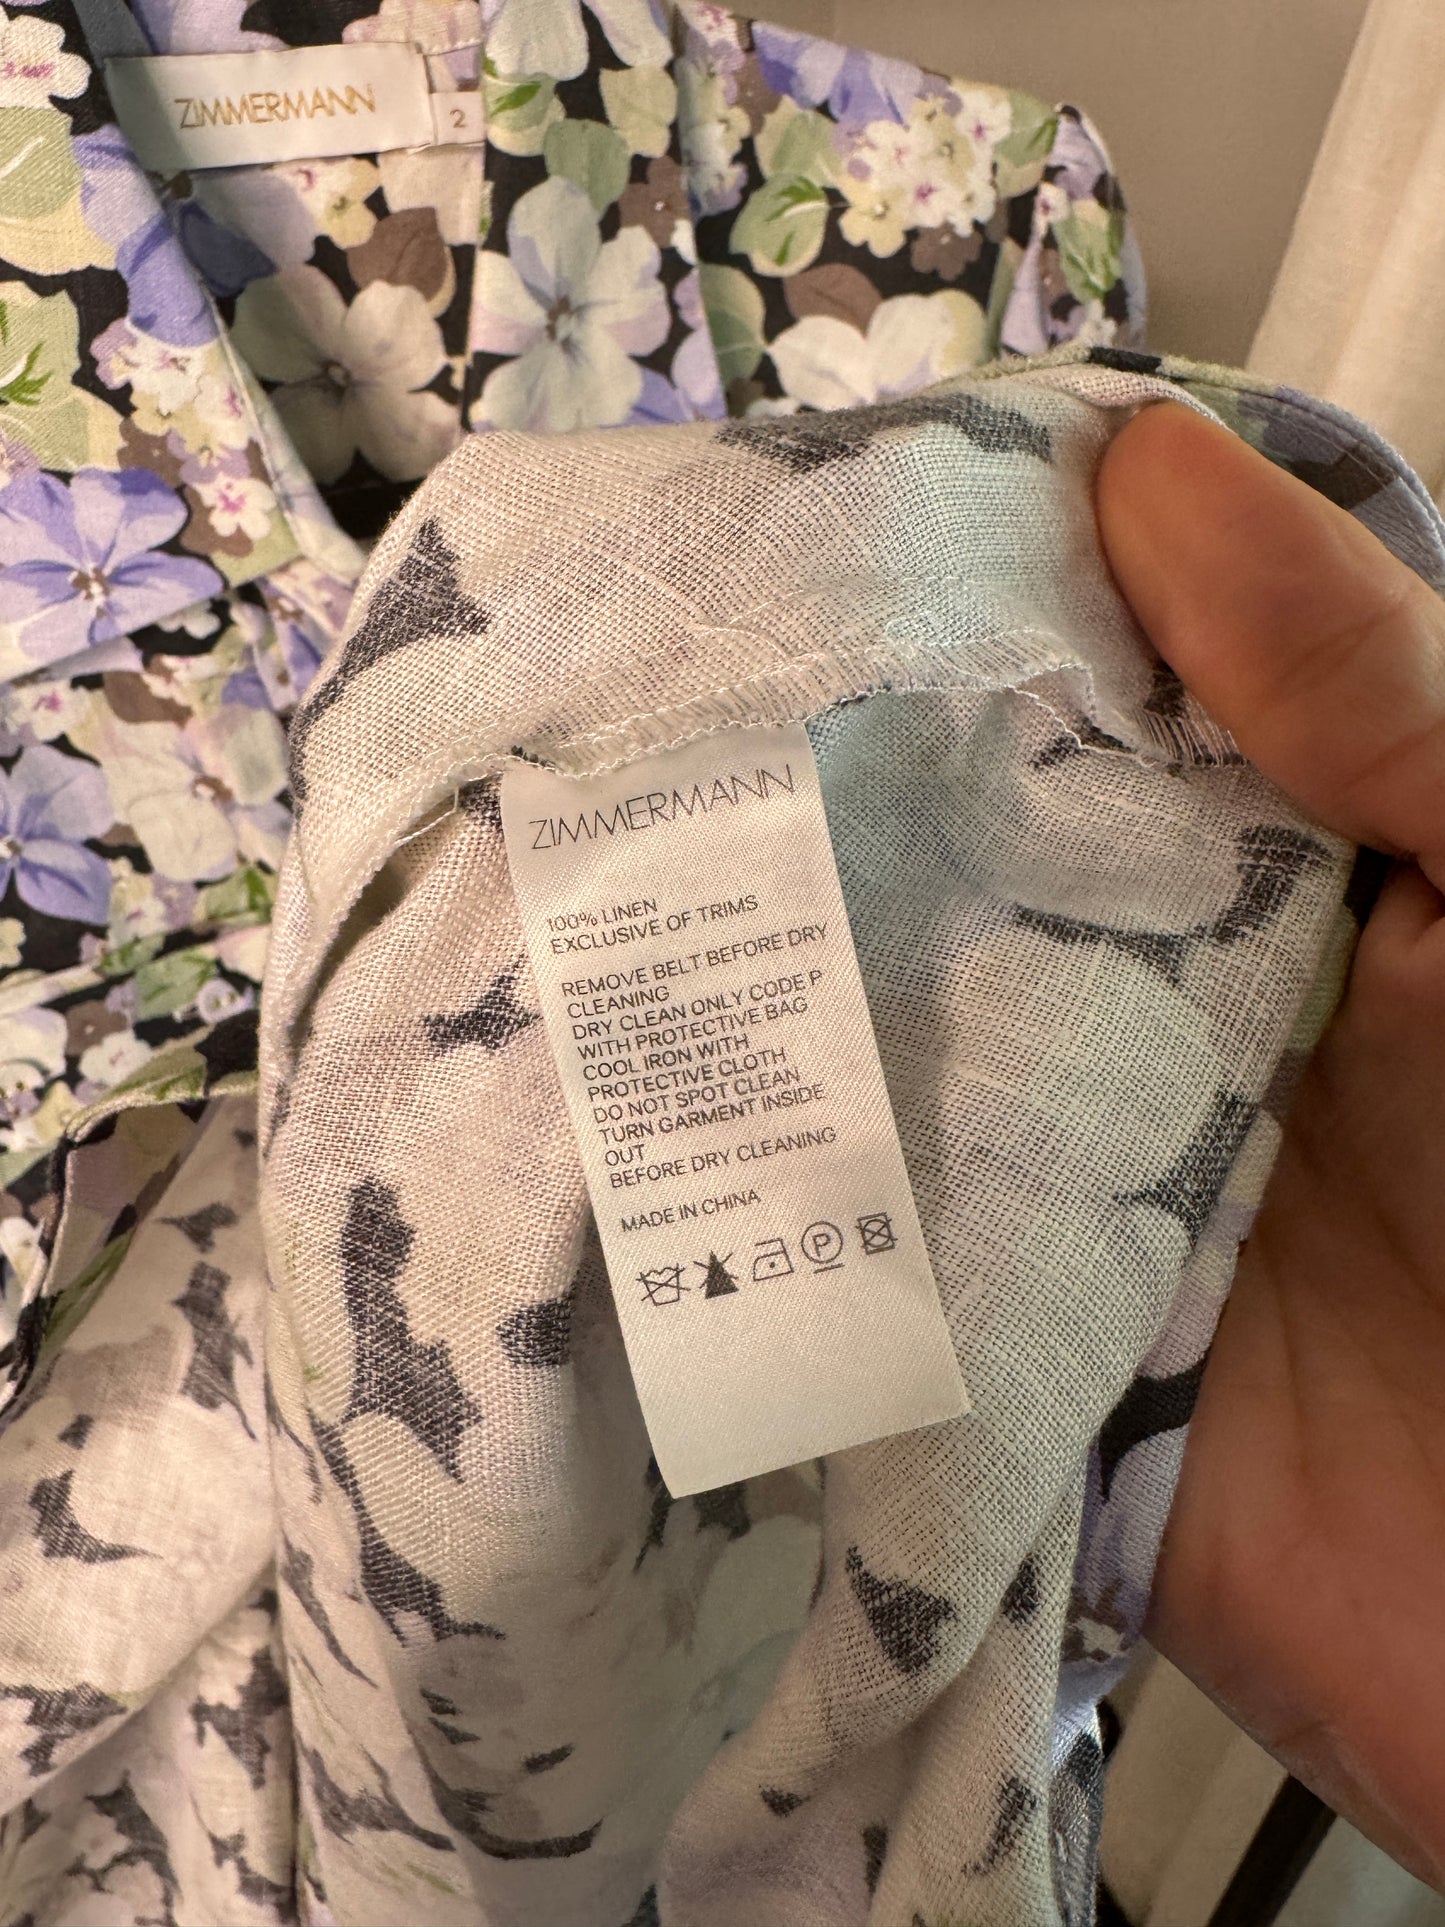 ZIMMERMANN
2
ZIMMERMANN
100% LINEN
EXCLUSIVE OF TRIMS
REMOVE BELT BEFORE DRY
CLEANING
DRY CLEAN ONLY CODE P
WITH PROTECTIVE BAG
COOL IRON WITH
PROTECTIVE CLOTH
DO NOT SPOT CLEAN
TURN GARMENT INSIDE
OUT
BEFORE DRY CLEANING
MADE IN CHINA
P